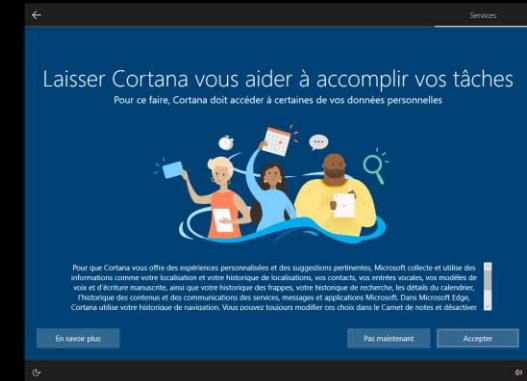 Services
Laisser Cortana vous aider à accomplir vos tâches
Pour ce faire, Cortana doit accéder à certaines de vos données personnelles
Pour que Cortana vous offre des expériences personnalisées et des suggestions pertinentes, Microsoft collecte et utilise des
informations comme votre localisation et votre historique de localisations, vos contacts, vos entrées vocales, vos modèles de
voix et d'écriture manuscrite, ainsi que votre historique des frappes, votre historique de recherche, les détails du calendrier,
l'historique des contenus et des communications des services, messages et applications Microsoft. Dans Microsoft Edge,
Cortana utilise votre historique de navigation. Vous pouvez toujours modifier ces choix dans le Carnet de notes et désactiver
En savoir plus
Pas maintenant
Accepter